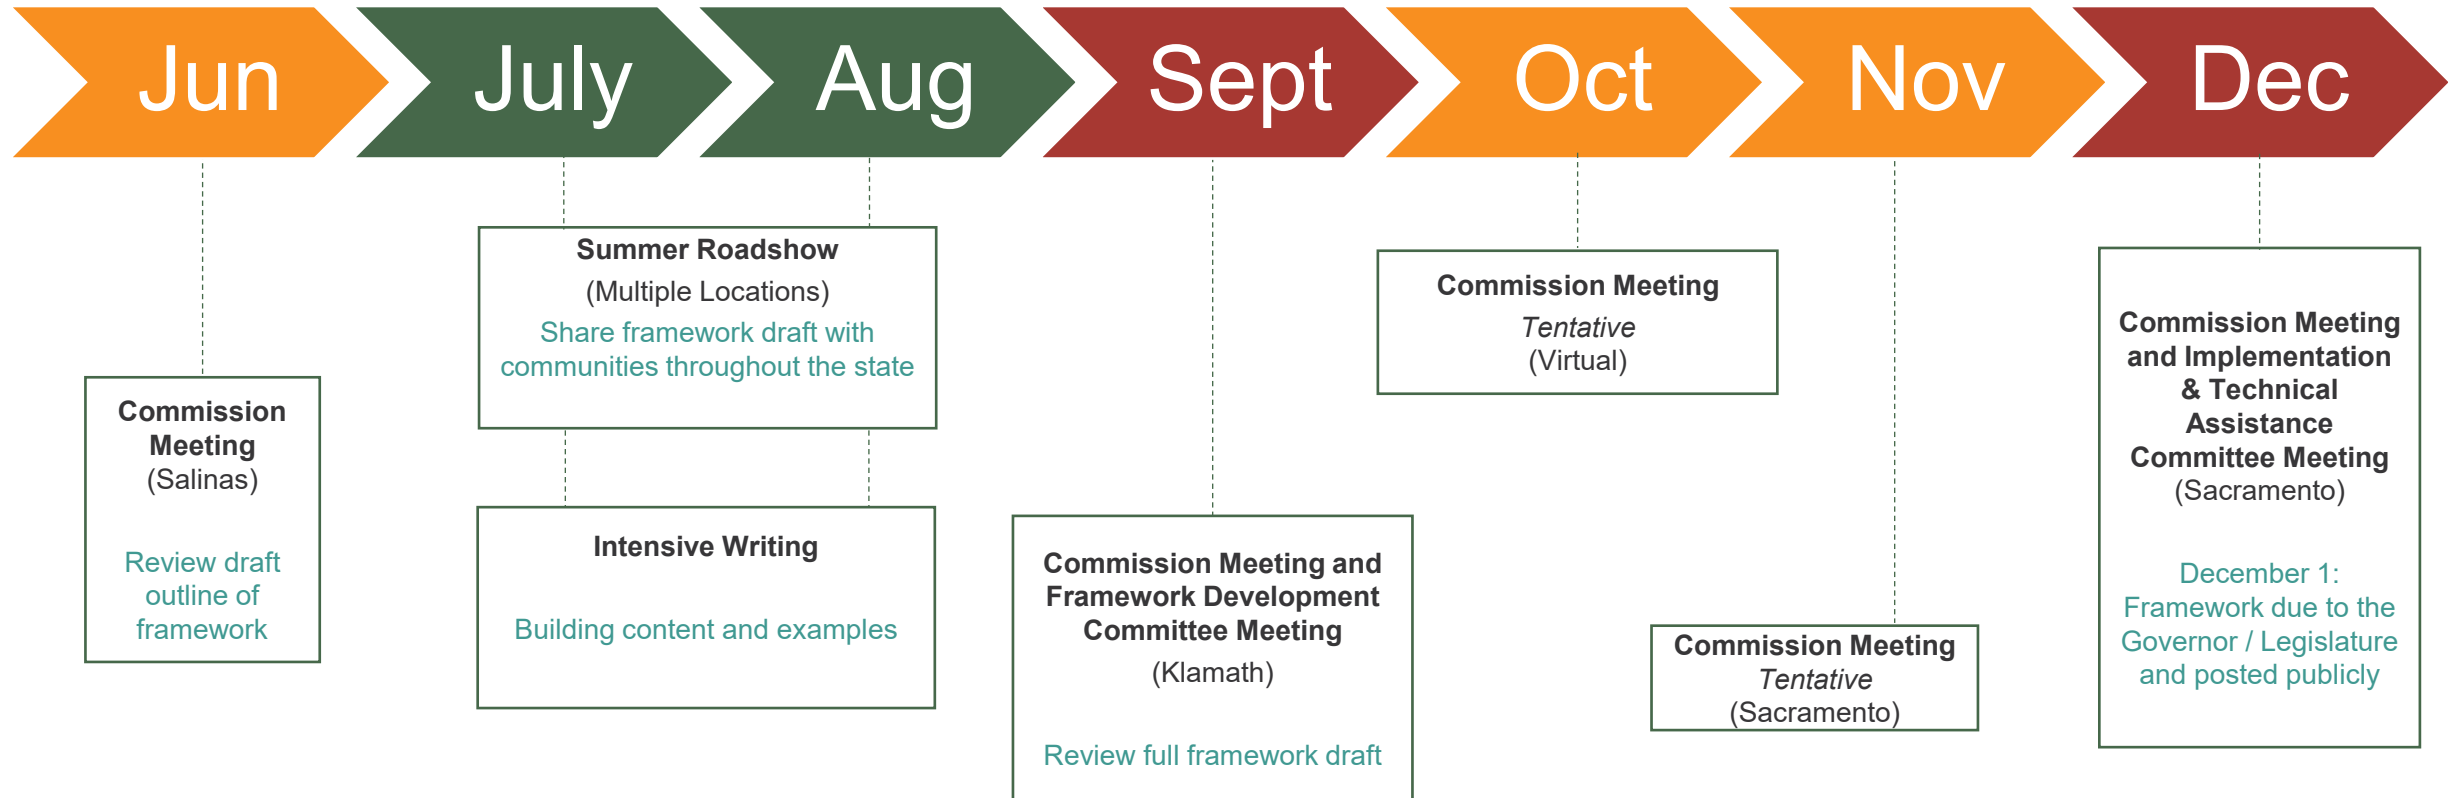 Jun
July
Aug
Sept
Oct
Nov
Dec
Commission
Meeting
(Salinas)
Review draft
outline of
framework
Summer Roadshow
(Multiple Locations)
Share framework draft with
communities throughout the state
Intensive Writing
Building content and examples
Commission Meeting and
Framework Development
Committee Meeting
(Klamath)
Review full framework draft
Commission Meeting
Tentative
(Virtual)
Commission Meeting
Tentative
(Sacramento)
Commission Meeting
and Implementation
& Technical
Assistance
Committee Meeting
(Sacramento)
December 1:
Framework due to the
Governor / Legislature
and posted publicly